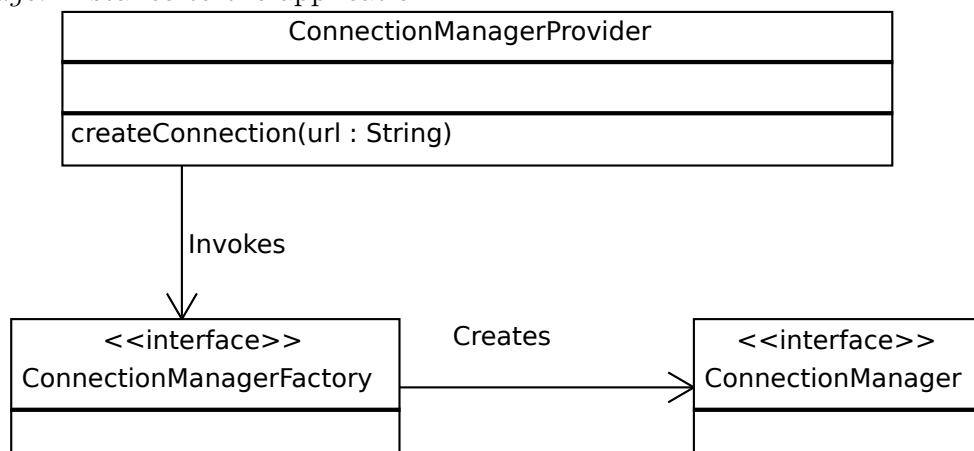 ConnectionManagerProvider
createConnection(url : String)
Invokes
Creates
<<interface>>
ConnectionManagerFactory
<<interface>>
ConnectionManager